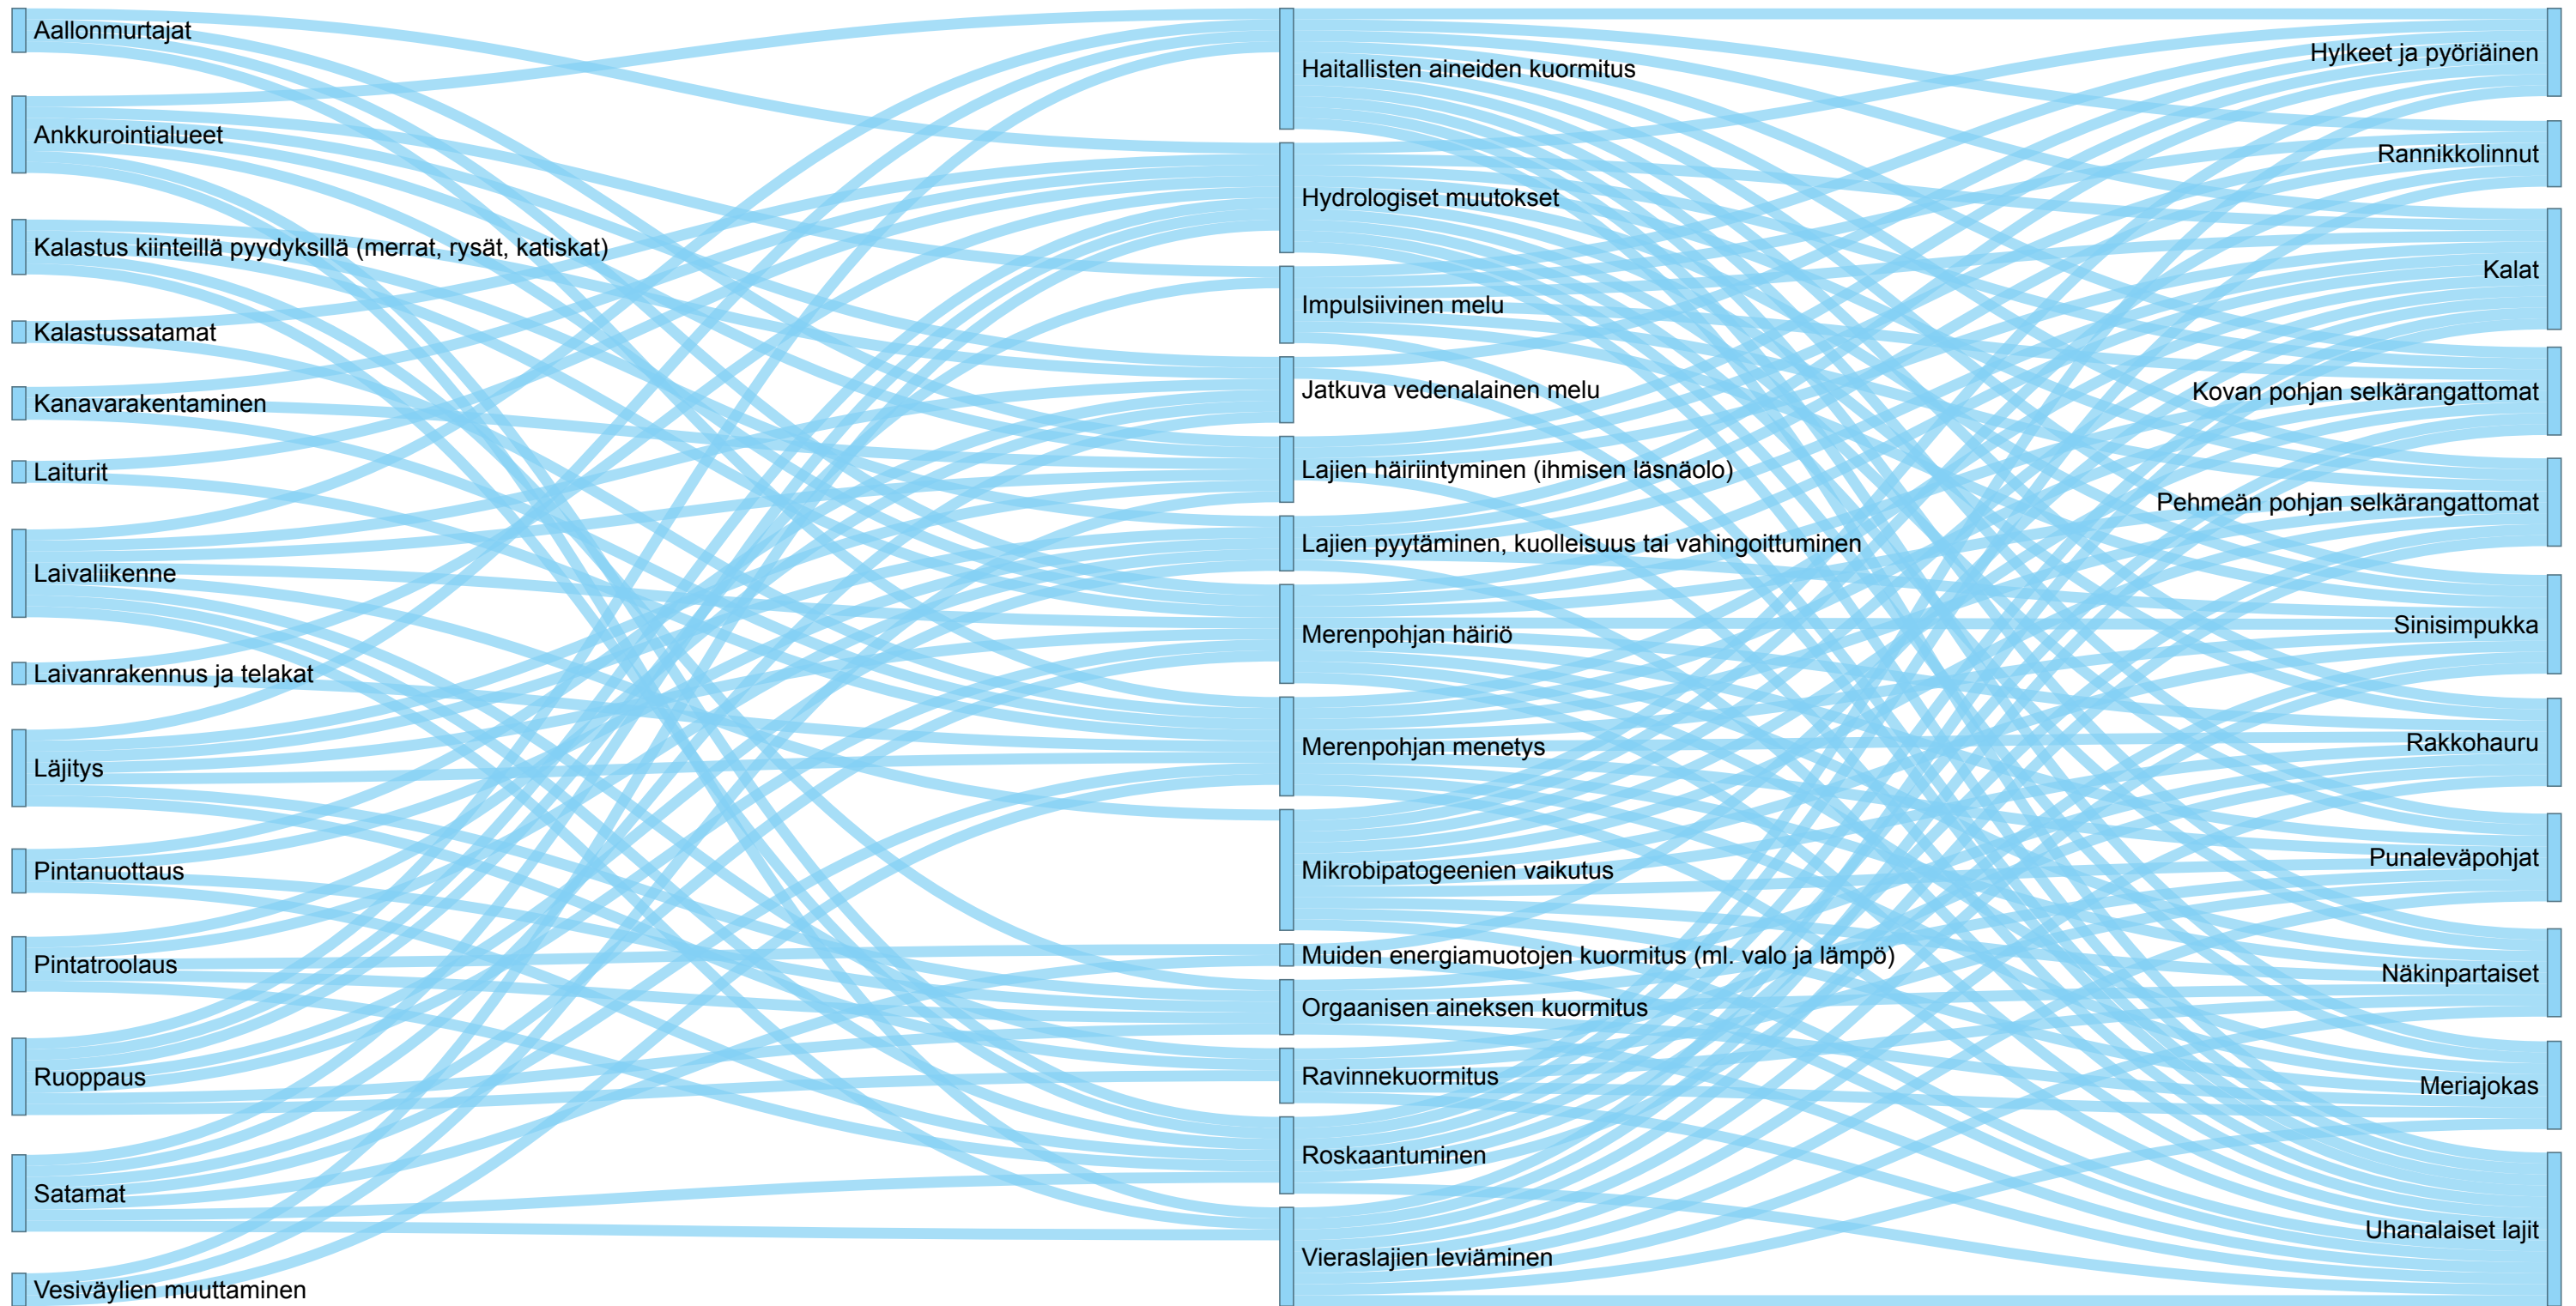 Aallonmurtajat
Ankkurointialueet
Kalastus kiinteillä pyydyksillä (merrat, rysät, katiskat)
Kalastussatamat
Kanavarakentaminen
Laiturit
Laivaliikenne
Laivanrakennus ja telakat
Läjitys
Pintanuottaus
Pintatroolaus
Ruoppaus
Satamat
Vesiväylien muuttaminen
Haitallisten aineiden kuormitus
Hydrologiset muutokset
Impulsiivinen melu
Jatkuva vedenalainen melu
Lajien häiriintyminen (ihmisen läsnäolo)
Lajien pyytäminen, kuolleisuus tai vahingoittuminen
Merenpohjan häiriö
Merenpohjan menetys
Mikrobipatogeenien vaikutus
Muiden energiamuotojen kuormitus (ml. valo ja lämpö)
Orgaanisen aineksen kuormitus
Ravinnekuormitus
Roskaantuminen
Vieraslajien leviäminen
Hylkeet ja pyöriäinen
Rannikkolinnut
Kalat
Kovan pohjan selkärangattomat
Pehmeän pohjan selkärangattomat
Sinisimpukka
Rakkohauru
Punaleväpohjat
Näkinpartaiset
Meriajokas
Uhanalaiset lajit